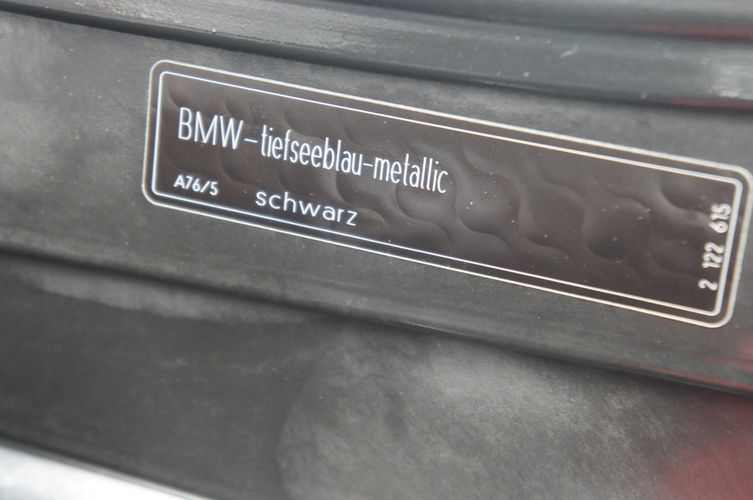 BMW-tiefseeblau-metallic
A76/5 schwarz
2 122 615